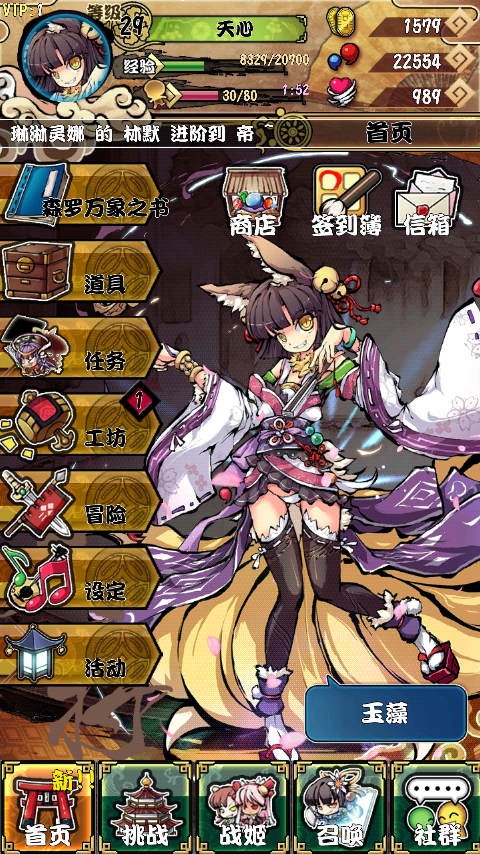 VIP:1
等级 29 天心 1579
经验 8329/20700 22554
30/80 1:52 989
琳淋灵娜 的 林默 进阶到 帝 ~ 首页
森罗万象之书
商店 签到簿 信箱
道具
任务
1
工坊
冒险
设定
活动
玉藻
首页 挑战 战姬 召唤 社群